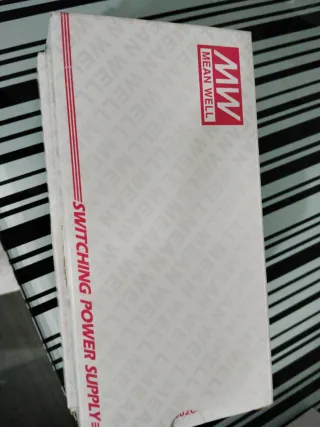 MW
MEAN WELL
SWITCHING POWER SUPPLY